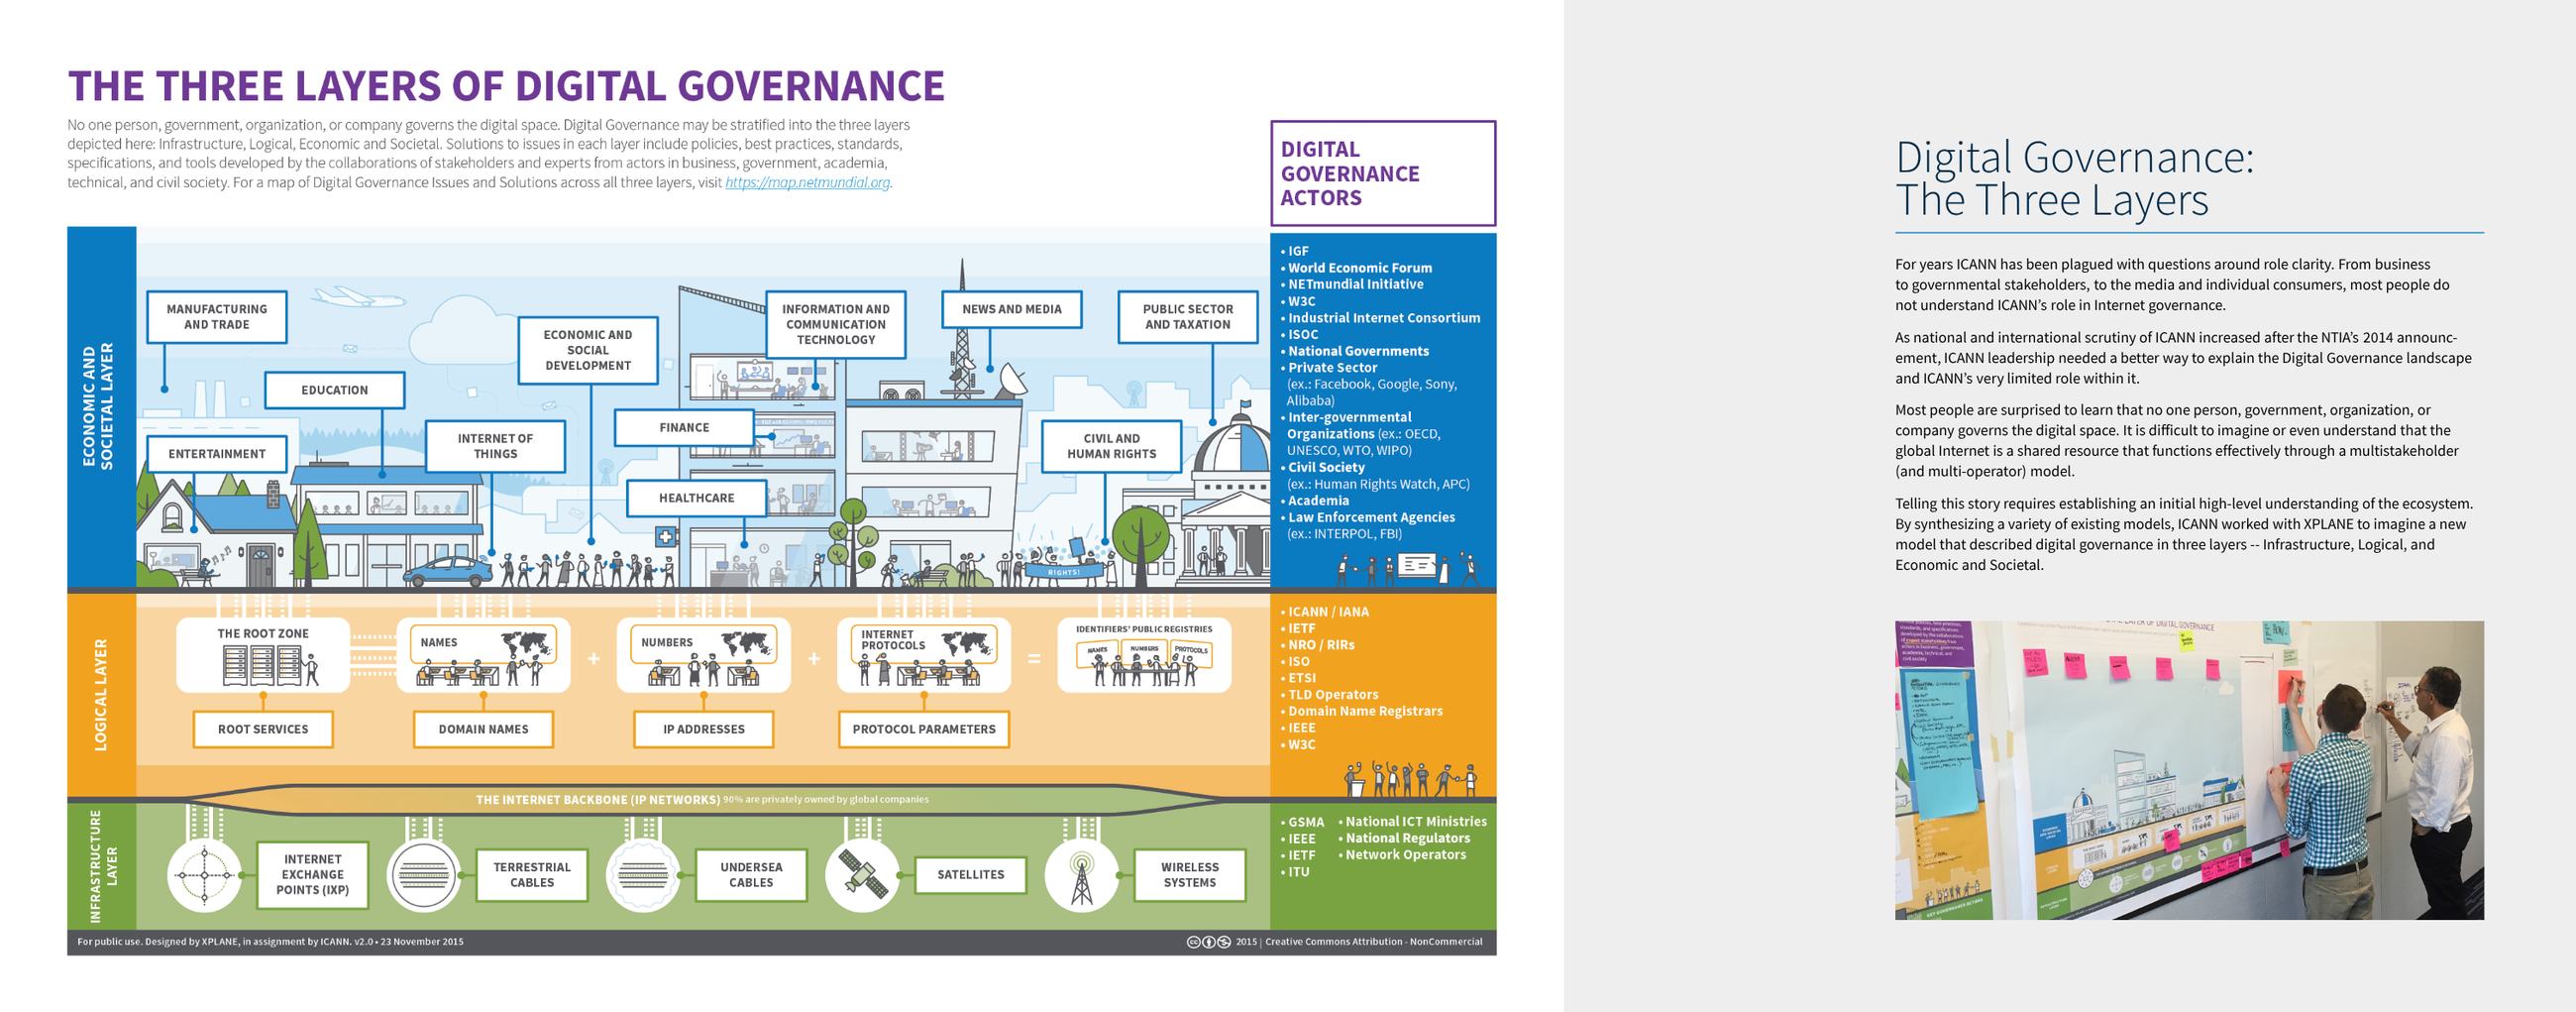 THE THREE LAYERS OF DIGITAL GOVERNANCE
No one person, government, organization, or company governs the digital space. Digital Governance may be stratified into the three layers
depicted here: Infrastructure, Logical, Economic and Societal. Solutions to issues in each layer include policies, best practices, standards,
specifications, and tools developed by the collaborations of stakeholders and experts from actors in business, government, academia,
technical, and civil society. For a map of Digital Governance Issues and Solutions across all three layers, visit https://map.netmundial.org.
DIGITAL
GOVERNANCE
ACTORS
ECONOMIC AND
SOCIETAL LAYER
MANUFACTURING
AND TRADE
EDUCATION
ENTERTAINMENT
INTERNET OF
THINGS
ECONOMIC AND
SOCIAL
DEVELOPMENT
INFORMATION AND
COMMUNICATION
TECHNOLOGY
FINANCE
HEALTHCARE
NEWS AND MEDIA
CIVIL AND
HUMAN RIGHTS
PUBLIC SECTOR
AND TAXATION
RIGHTS!
• IGF
• World Economic Forum
• NETmundial Initiative
• W3C
• Industrial Internet Consortium
• ISOC
• National Governments
• Private Sector
(ex.: Facebook, Google, Sony,
Alibaba)
• Inter-governmental
Organizations (ex.: OECD,
UNESCO, WTO, WIPO)
• Civil Society
(ex.: Human Rights Watch, APC)
• Academia
• Law Enforcement Agencies
(ex.: INTERPOL, FBI)
LOGICAL LAYER
THE ROOT ZONE
NAMES
+
NUMBERS
+
INTERNET
PROTOCOLS
=
IDENTIFIERS' PUBLIC REGISTRIES
NAMES
NUMBERS
PROTOCOLS
ROOT SERVICES
DOMAIN NAMES
IP ADDRESSES
PROTOCOL PARAMETERS
• ICANN / IANA
• IETF
• NRO / RIRs
• ISO
• ETSI
• TLD Operators
• Domain Name Registrars
• IEEE
• W3C
THE INTERNET BACKBONE (IP NETWORKS) 90% are privately owned by global companies
INFRASTRUCTURE
LAYER
INTERNET
EXCHANGE
POINTS (IXP)
TERRESTRIAL
CABLES
UNDERSEA
CABLES
SATELLITES
WIRELESS
SYSTEMS
• GSMA
• IEEE
• IETF
• ITU
• National ICT Ministries
• National Regulators
• Network Operators
For public use. Designed by XPLANE, in assignment by ICANN. v2.0 • 23 November 2015
2015 | Creative Commons Attribution - NonCommercial
Digital Governance:
The Three Layers
For years ICANN has been plagued with questions around role clarity. From business
to governmental stakeholders, to the media and individual consumers, most people do
not understand ICANN's role in Internet governance.
As national and international scrutiny of ICANN increased after the NTIA's 2014 announc-
ement, ICANN leadership needed a better way to explain the Digital Governance landscape
and ICANN's very limited role within it.
Most people are surprised to learn that no one person, government, organization, or
company governs the digital space. It is difficult to imagine or even understand that the
global Internet is a shared resource that functions effectively through a multistakeholder
(and multi-operator) model.
Telling this story requires establishing an initial high-level understanding of the ecosystem.
By synthesizing a variety of existing models, ICANN worked with XPLANE to imagine a new
model that described digital governance in three layers -- Infrastructure, Logical, and
Economic and Societal.
LAYER OF DIGITAL GOVERNANCE